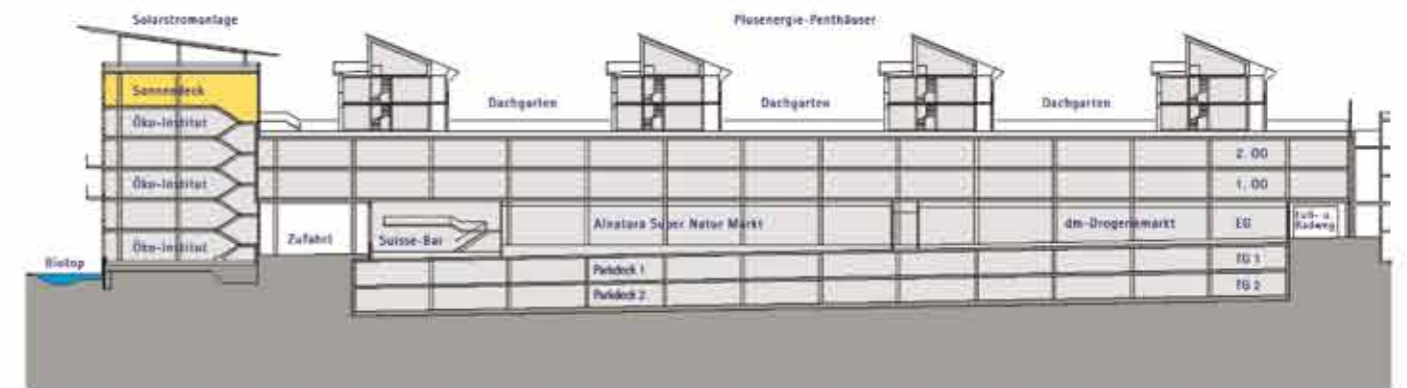 Solarstromanlage
Plusenergie-Penthäuser
Sonnendeck
Dachgarten
Dachgarten
Dachgarten
Öko-Institut
2. OG
Öko-Institut
1. OG
Alnatura Super Natur Markt
dm-Drogeriemarkt
EG
Fuß- u.
Radweg
Zufahrt
Suisse-Bar
Öko-Institut
Biotop
Parkdeck 1
TG 1
Parkdeck 2
TG 2